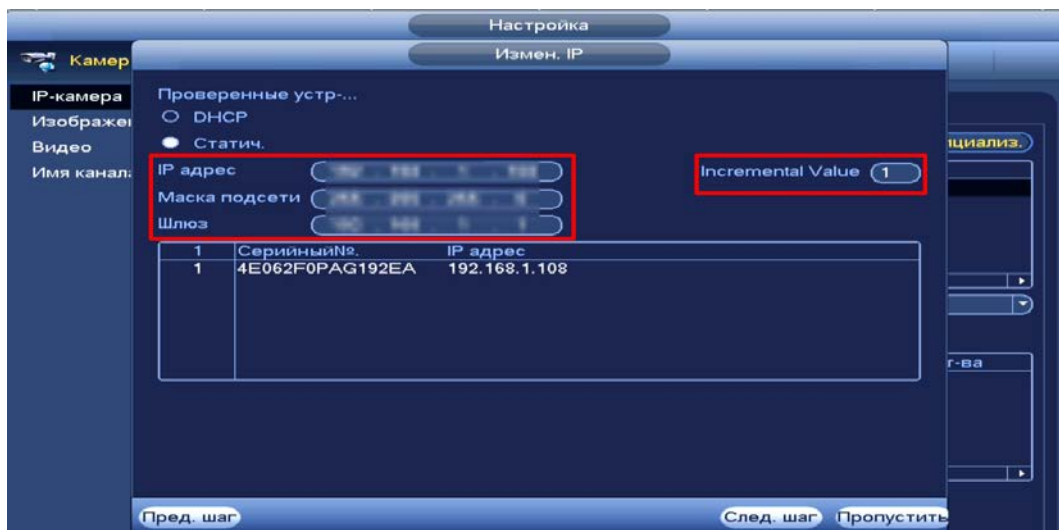 Настройка
Измен. IP
Камер
IP-камера
Изображе
Видео
Имя канал
Проверенные устр-...
DHCP
Статич.
IP адрес
Маска подсети
Шлюз
Incremental Value 1
1 Серийный№. IP адрес
1 4E062F0PAG192EA 192.168.1.108
циализ.)
т-ва
Пред. шаг
След. шаг Пропустить